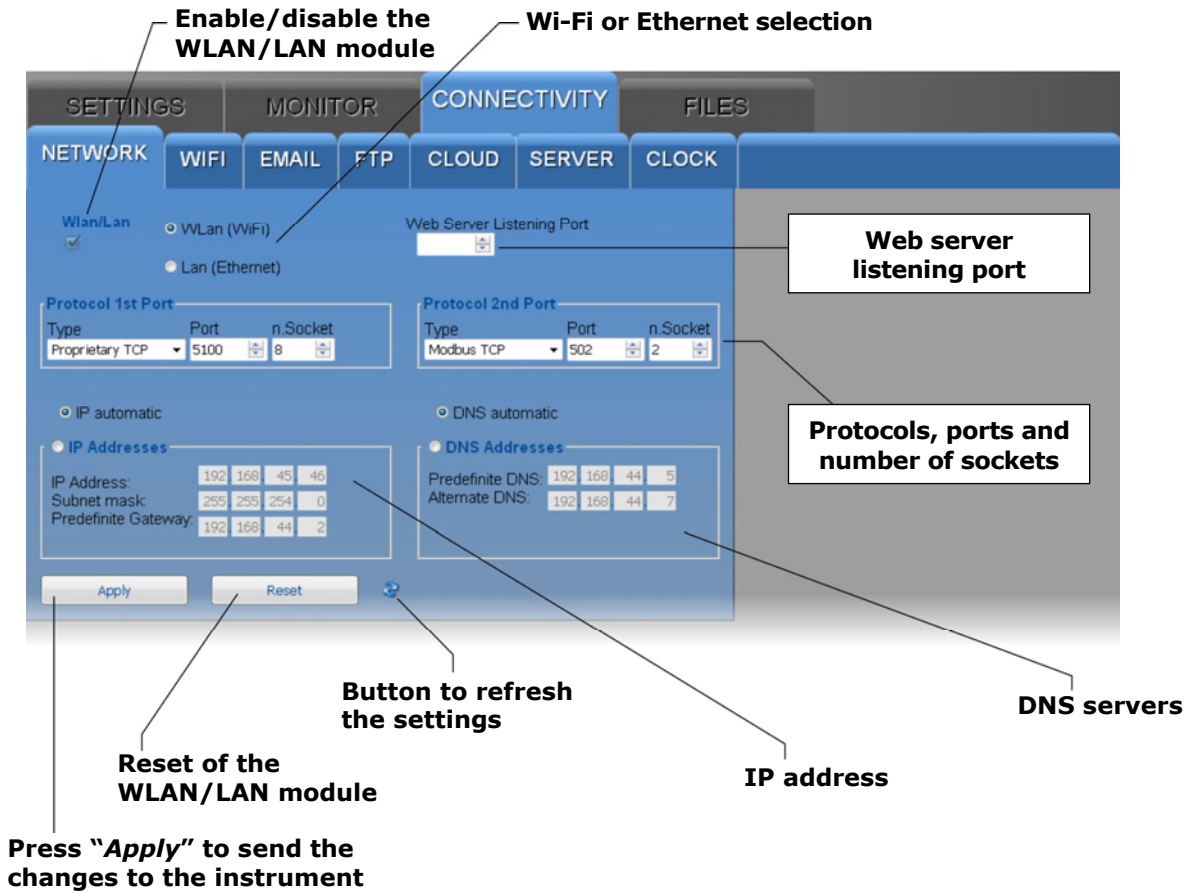 Enable/disable the
WLAN/LAN module
Wi-Fi or Ethernet selection
SETTINGS MONITOR CONNECTIVITY FILES
NETWORK WIFI EMAIL FTP CLOUD SERVER CLOCK
Wlan/Lan
WLan (WiFi)
Lan (Ethernet)
Web Server Listening Port
Web server
listening port
Protocol 1st Port
Type Port n.Socket
Proprietary TCP 5100 8
Protocol 2nd Port
Type Port n.Socket
Modbus TCP 502 2
Protocols, ports and
number of sockets
IP automatic
DNS automatic
IP Addresses
IP Address: 192. 168. 45. 46
Subnet mask: 255. 255. 254. 0
Predefinite Gateway: 192. 168. 44. 2
DNS Addresses
Predefinite DNS: 192. 168. 44. 5
Alternate DNS: 192. 168. 44. 7
Apply Reset
Button to refresh
the settings
DNS servers
Reset of the
WLAN/LAN module
IP address
Press “Apply” to send the
changes to the instrument